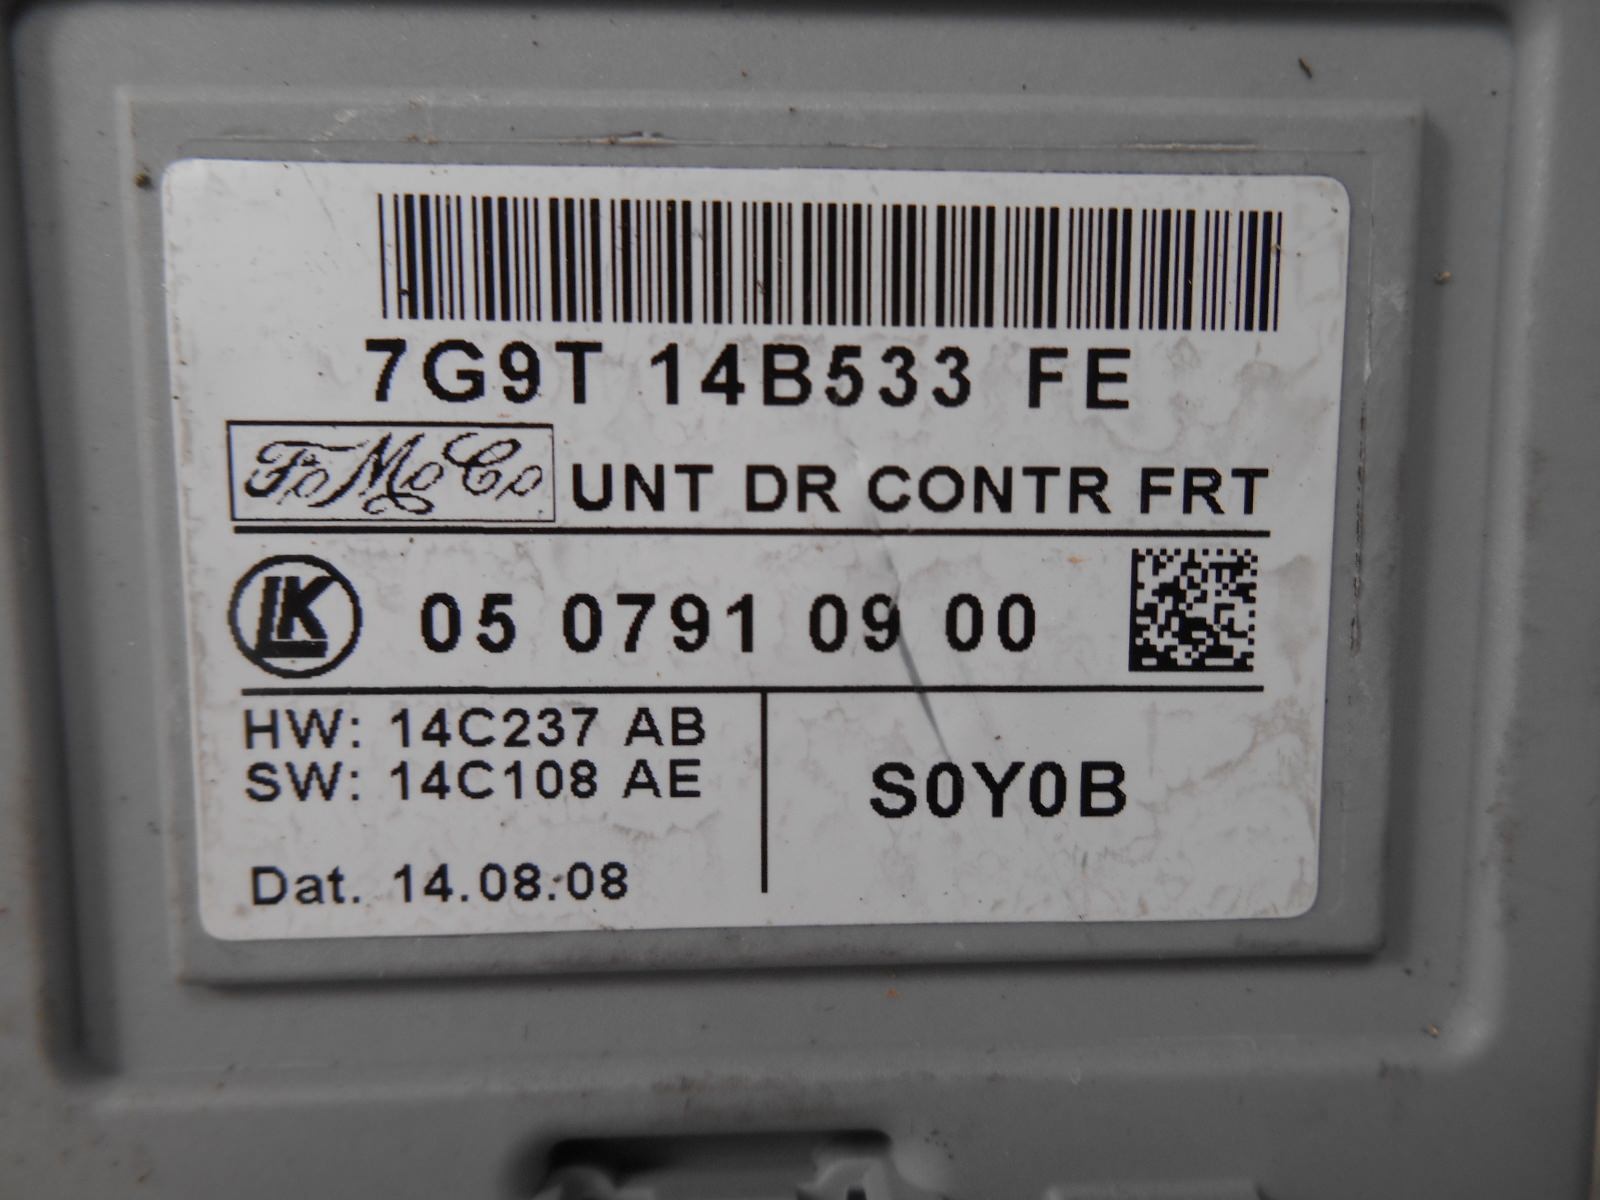 7G9T 14B533 FE
FoMoCo UNT DR CONTR FRT
LK 05 0791 09 00
HW: 14C237 AB
SW: 14C108 AE
S0Y0B
Dat. 14.08.08